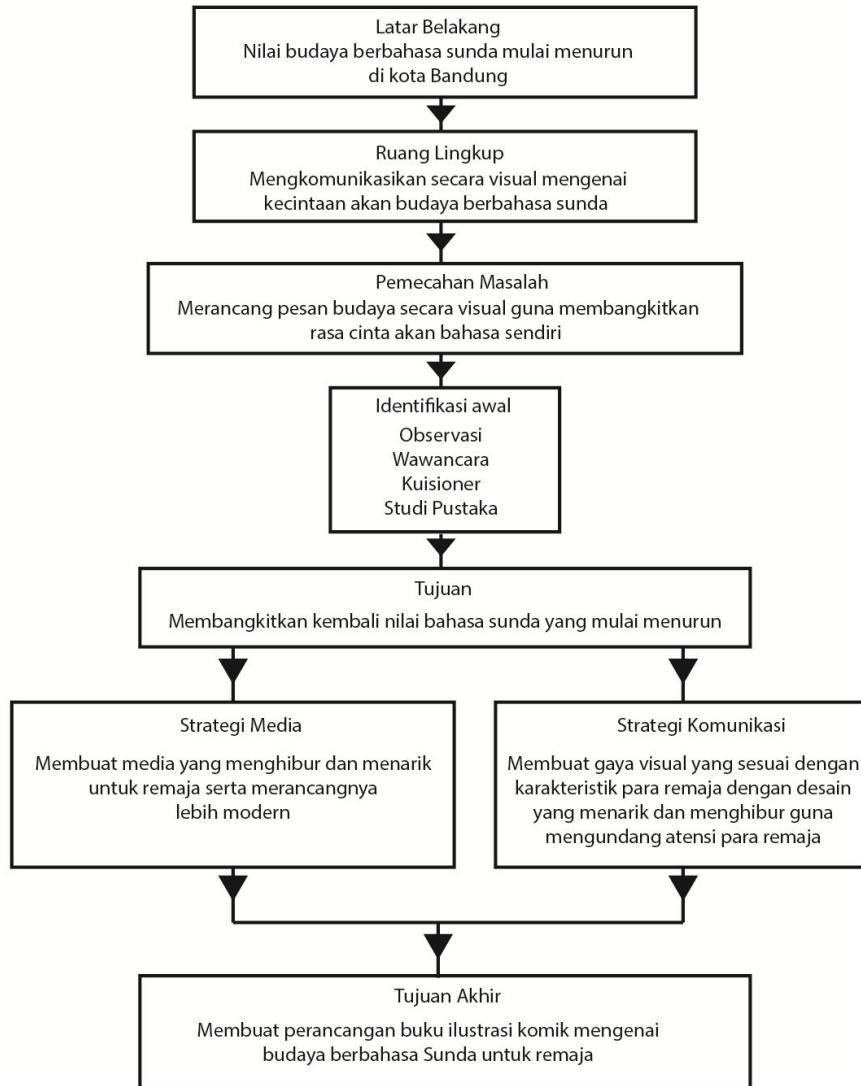 Latar Belakang
Nilai budaya berbahasa sunda mulai menurun
di kota Bandung
Ruang Lingkup
Mengkomunikasikan secara visual mengenai
kecintaan akan budaya berbahasa sunda
Pemecahan Masalah
Merancang pesan budaya secara visual guna membangkitkan
rasa cinta akan bahasa sendiri
Identifikasi awal
Observasi
Wawancara
Kuisioner
Studi Pustaka
Tujuan
Membangkitkan kembali nilai bahasa sunda yang mulai menurun
Strategi Media
Membuat media yang menghibur dan menarik
untuk remaja serta merancangnya
lebih modern
Strategi Komunikasi
Membuat gaya visual yang sesuai dengan
karakteristik para remaja dengan desain
yang menarik dan menghibur guna
mengundang atensi para remaja
Tujuan Akhir
Membuat perancangan buku ilustrasi komik mengenai
budaya berbahasa Sunda untuk remaja